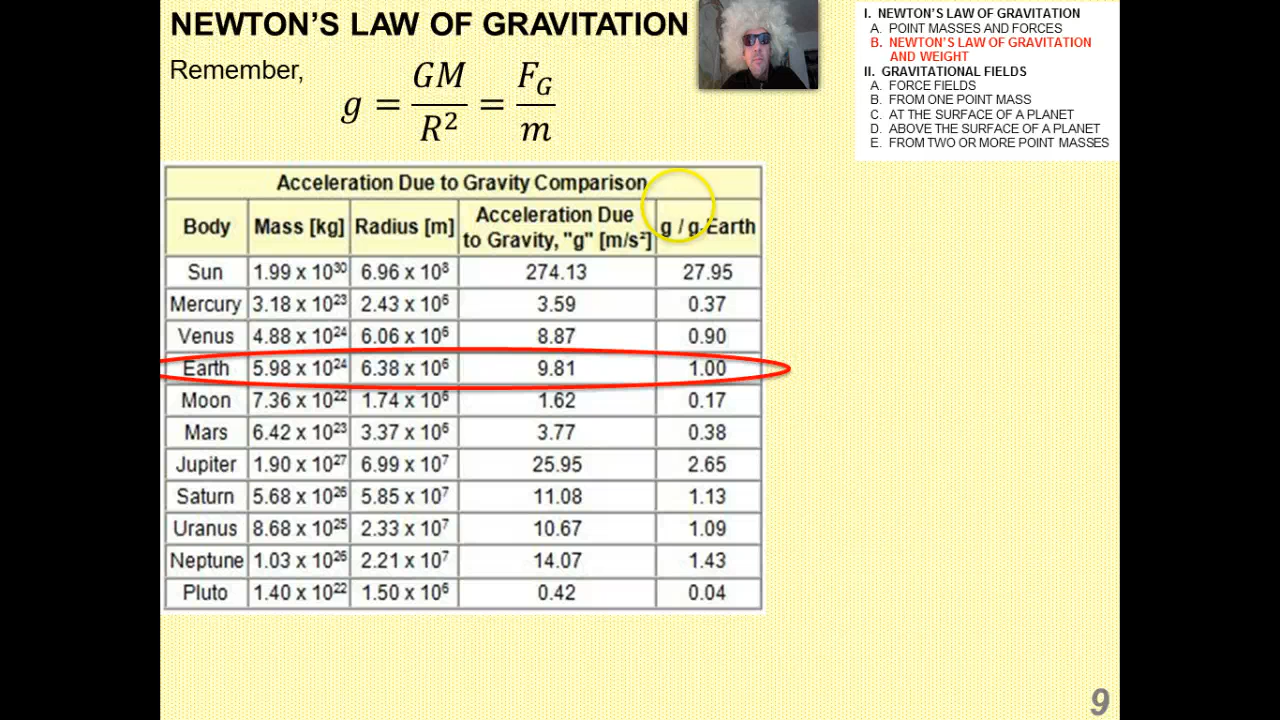 NEWTON'S LAW OF GRAVITATION
Remember,
g = GM/R² = F_G/m
I. NEWTON'S LAW OF GRAVITATION
A. POINT MASSES AND FORCES
B. NEWTON'S LAW OF GRAVITATION
AND WEIGHT
II. GRAVITATIONAL FIELDS
A. FORCE FIELDS
B. FROM ONE POINT MASS
C. AT THE SURFACE OF A PLANET
D. ABOVE THE SURFACE OF A PLANET
E. FROM TWO OR MORE POINT MASSES
Acceleration Due to Gravity Comparison
Body Mass [kg] Radius [m] Acceleration Due to Gravity, "g" [m/s²] g / g-Earth
Sun 1.99 x 10³⁰ 6.96 x 10⁸ 274.13 27.95
Mercury 3.18 x 10²³ 2.43 x 10⁶ 3.59 0.37
Venus 4.88 x 10²⁴ 6.06 x 10⁶ 8.87 0.90
Earth 5.98 x 10²⁴ 6.38 x 10⁶ 9.81 1.00
Moon 7.36 x 10²² 1.74 x 10⁶ 1.62 0.17
Mars 6.42 x 10²³ 3.37 x 10⁶ 3.77 0.38
Jupiter 1.90 x 10²⁷ 6.99 x 10⁷ 25.95 2.65
Saturn 5.68 x 10²⁶ 5.85 x 10⁷ 11.08 1.13
Uranus 8.68 x 10²⁵ 2.33 x 10⁷ 10.67 1.09
Neptune 1.03 x 10²⁶ 2.21 x 10⁷ 14.07 1.43
Pluto 1.40 x 10²² 1.50 x 10⁶ 0.42 0.04
9